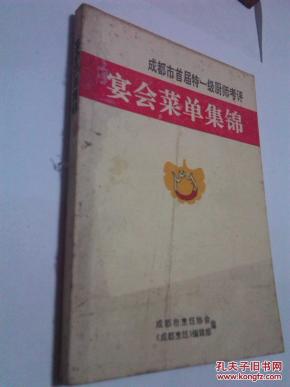 成都市首届特一级厨师考评
宴会菜单集锦
成都市烹饪协会
《成都烹饪》编辑部
编
孔夫子旧书网